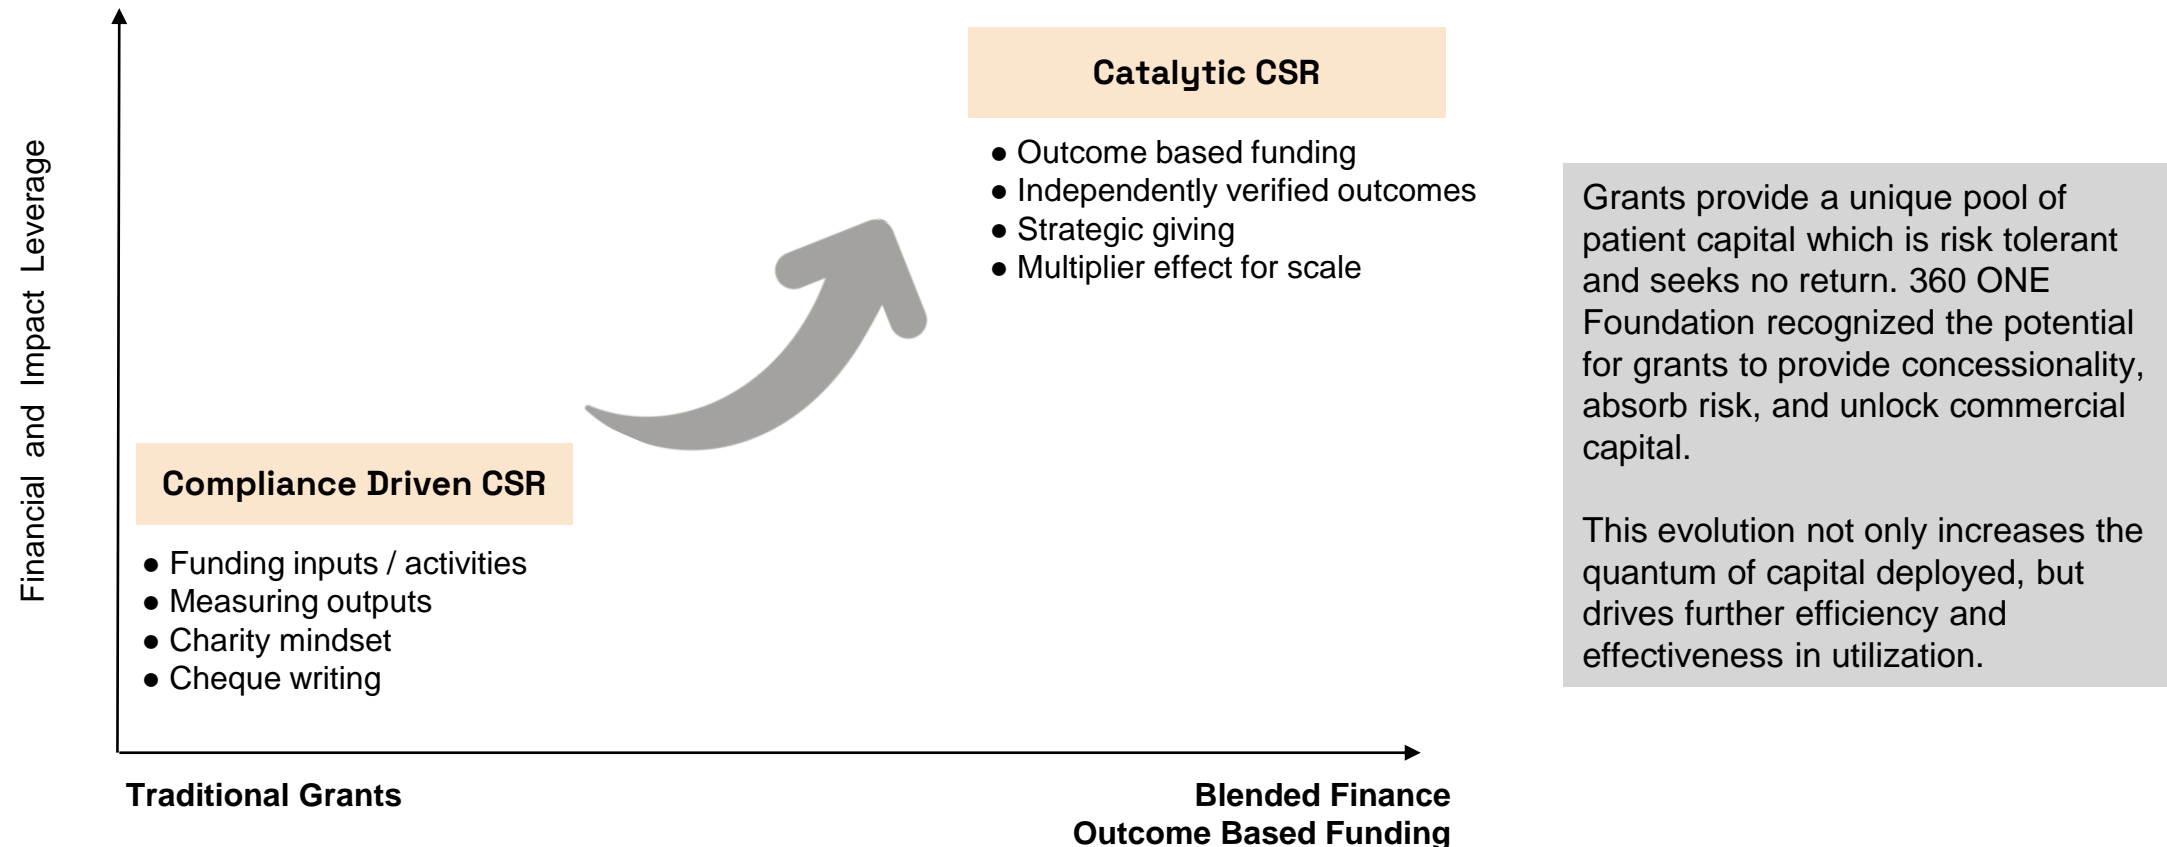 Financial and Impact Leverage
Catalytic CSR
● Outcome based funding
● Independently verified outcomes
● Strategic giving
● Multiplier effect for scale
Compliance Driven CSR
● Funding inputs / activities
● Measuring outputs
● Charity mindset
● Cheque writing
Traditional Grants
Blended Finance
Outcome Based Funding
Grants provide a unique pool of
patient capital which is risk tolerant
and seeks no return. 360 ONE
Foundation recognized the potential
for grants to provide concessionality,
absorb risk, and unlock commercial
capital.
This evolution not only increases the
quantum of capital deployed, but
drives further efficiency and
effectiveness in utilization.